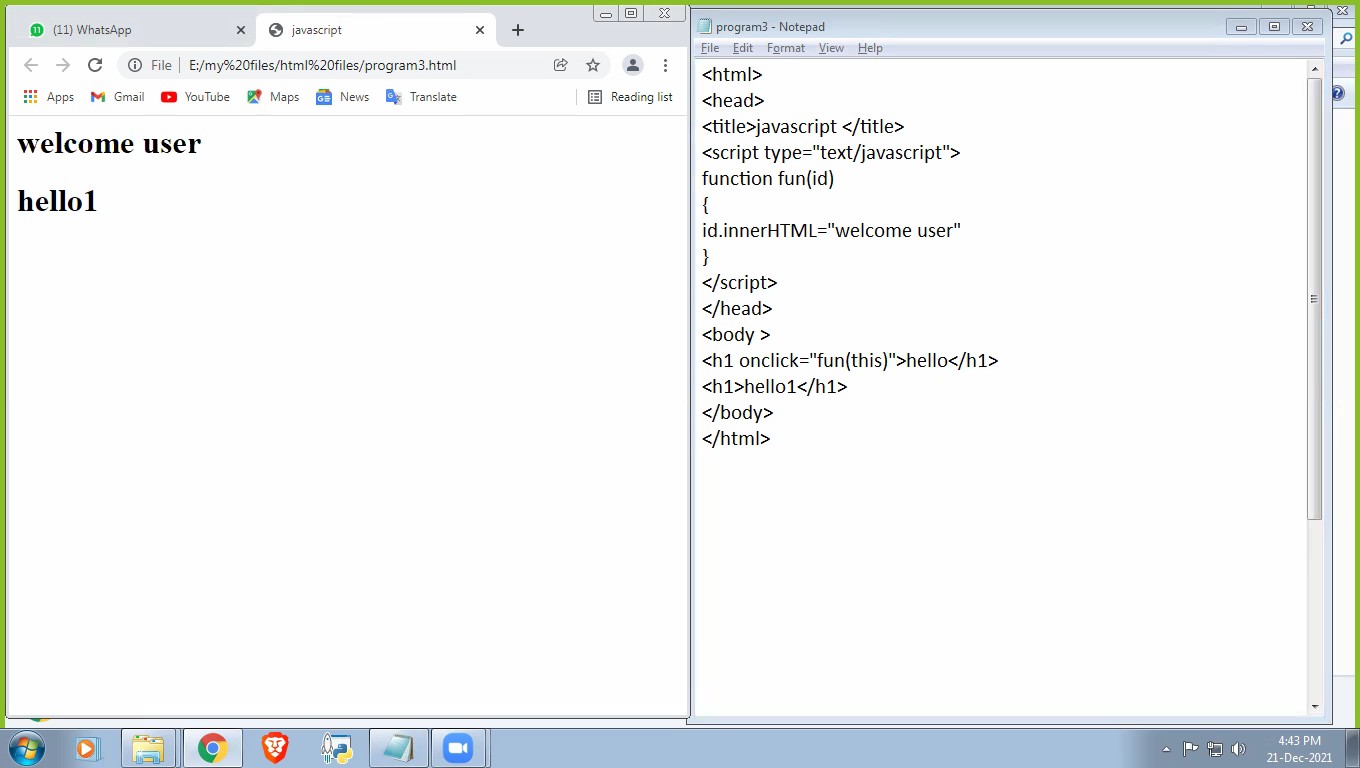 (11) WhatsApp
javascript
File
E:/my%20files/html%20files/program3.html
Apps
Gmail
YouTube
Maps
News
Translate
Reading list
welcome user
hello1
program3 - Notepad
File Edit Format View Help
<html>
<head>
<title>javascript </title>
<script type="text/javascript">
function fun(id)
{
id.innerHTML="welcome user"
}
</script>
</head>
<body >
<h1 onclick="fun(this)">hello</h1>
<h1>hello1</h1>
</body>
</html>
4:43 PM
21-Dec-2021